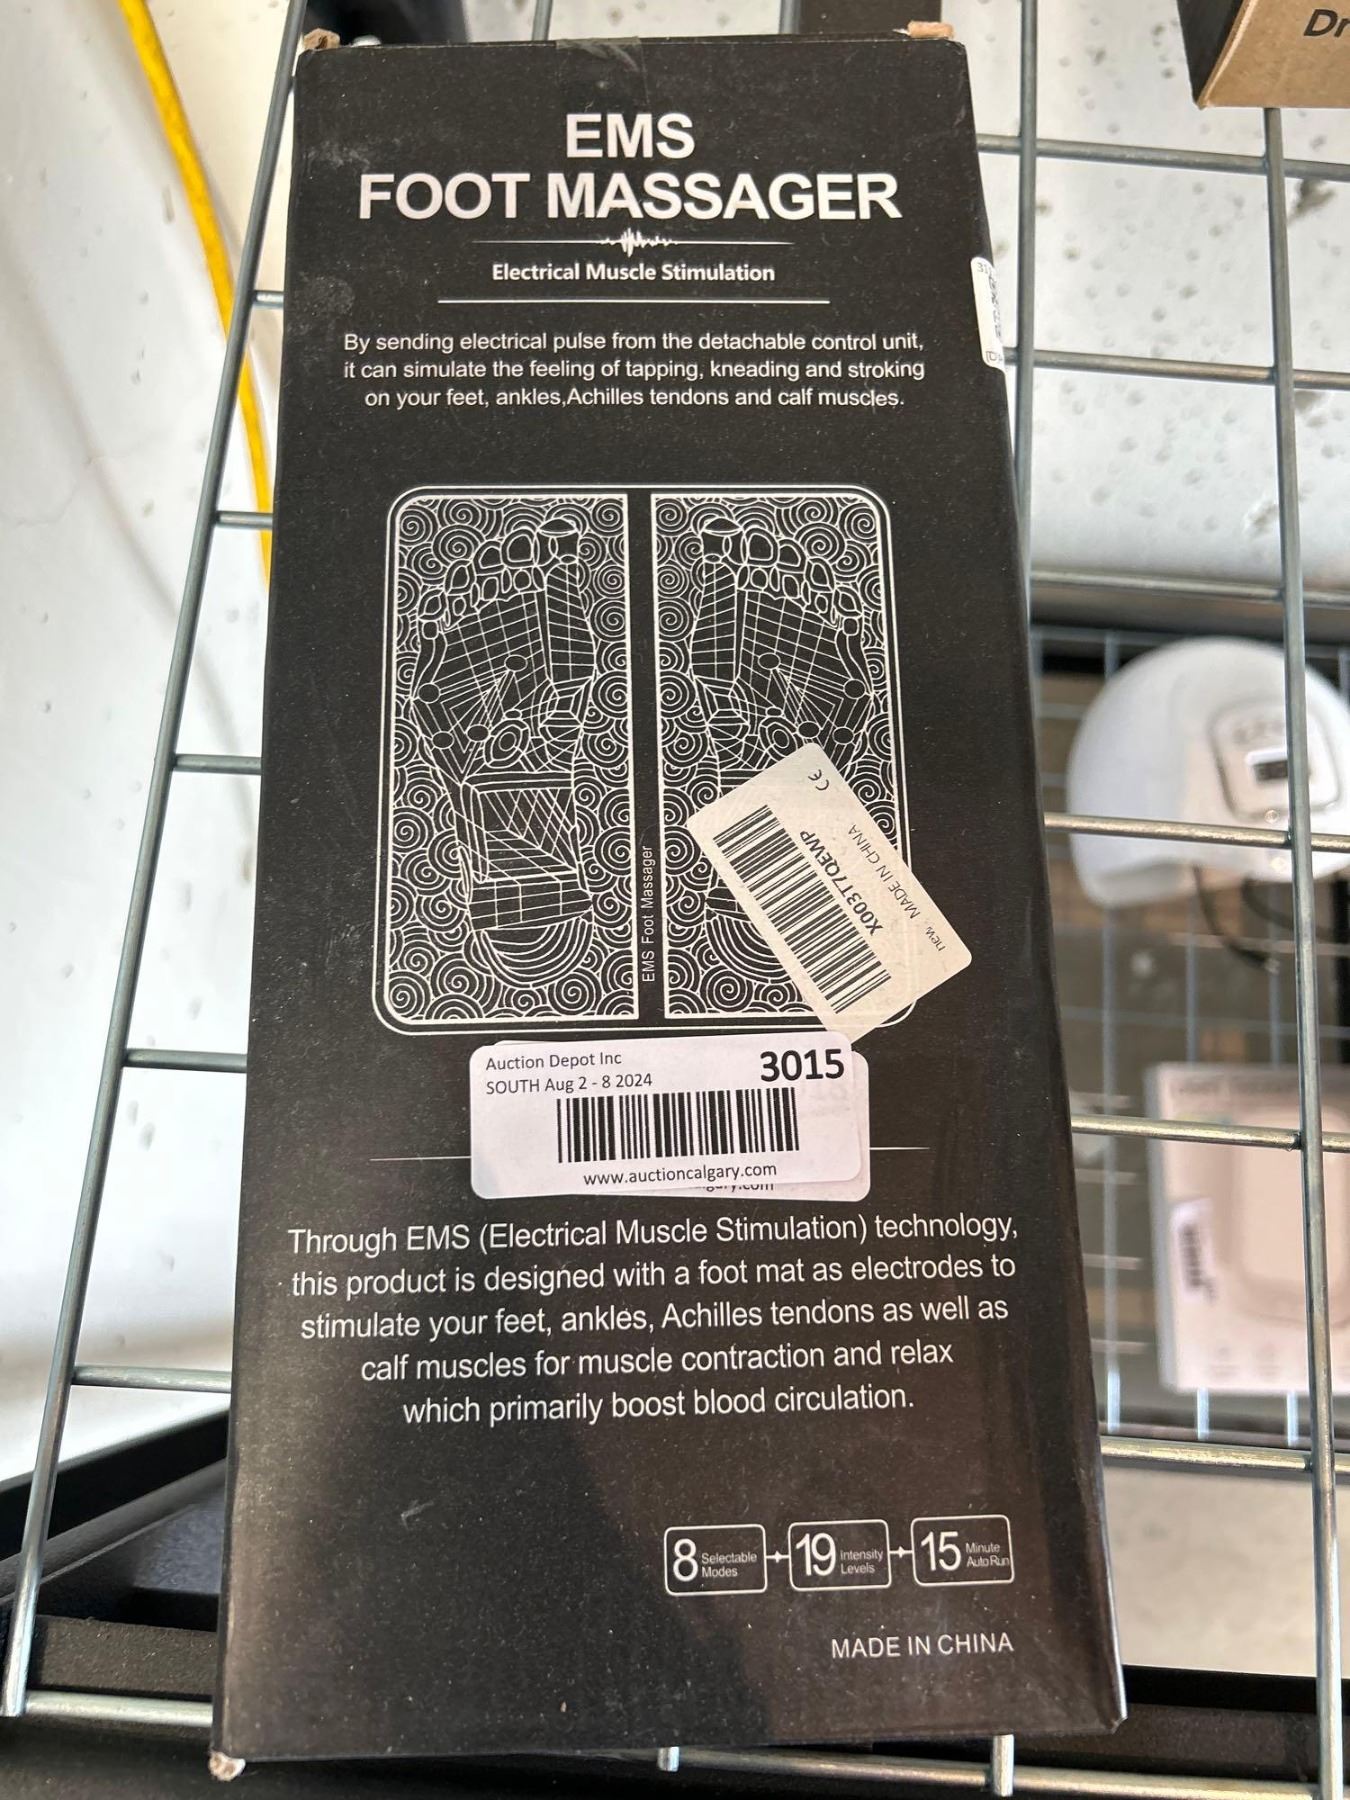 EMS
FOOT MASSAGER
Electrical Muscle Stimulation
By sending electrical pulse from the detachable control unit,
it can simulate the feeling of tapping, kneading and stroking
on your feet, ankles,Achilles tendons and calf muscles.
EMS Foot Massager
CE
X003T7QEWP
new. MADE IN CHINA
Auction Depot Inc
3015
SOUTH Aug 2 - 8 2024
www.auctioncalgary.com
Through EMS (Electrical Muscle Stimulation) technology,
this product is designed with a foot mat as electrodes to
stimulate your feet, ankles, Achilles tendons as well as
calf muscles for muscle contraction and relax
which primarily boost blood circulation.
8 Selectable Modes
19 Intensity Levels
15 Minute Auto Run
MADE IN CHINA